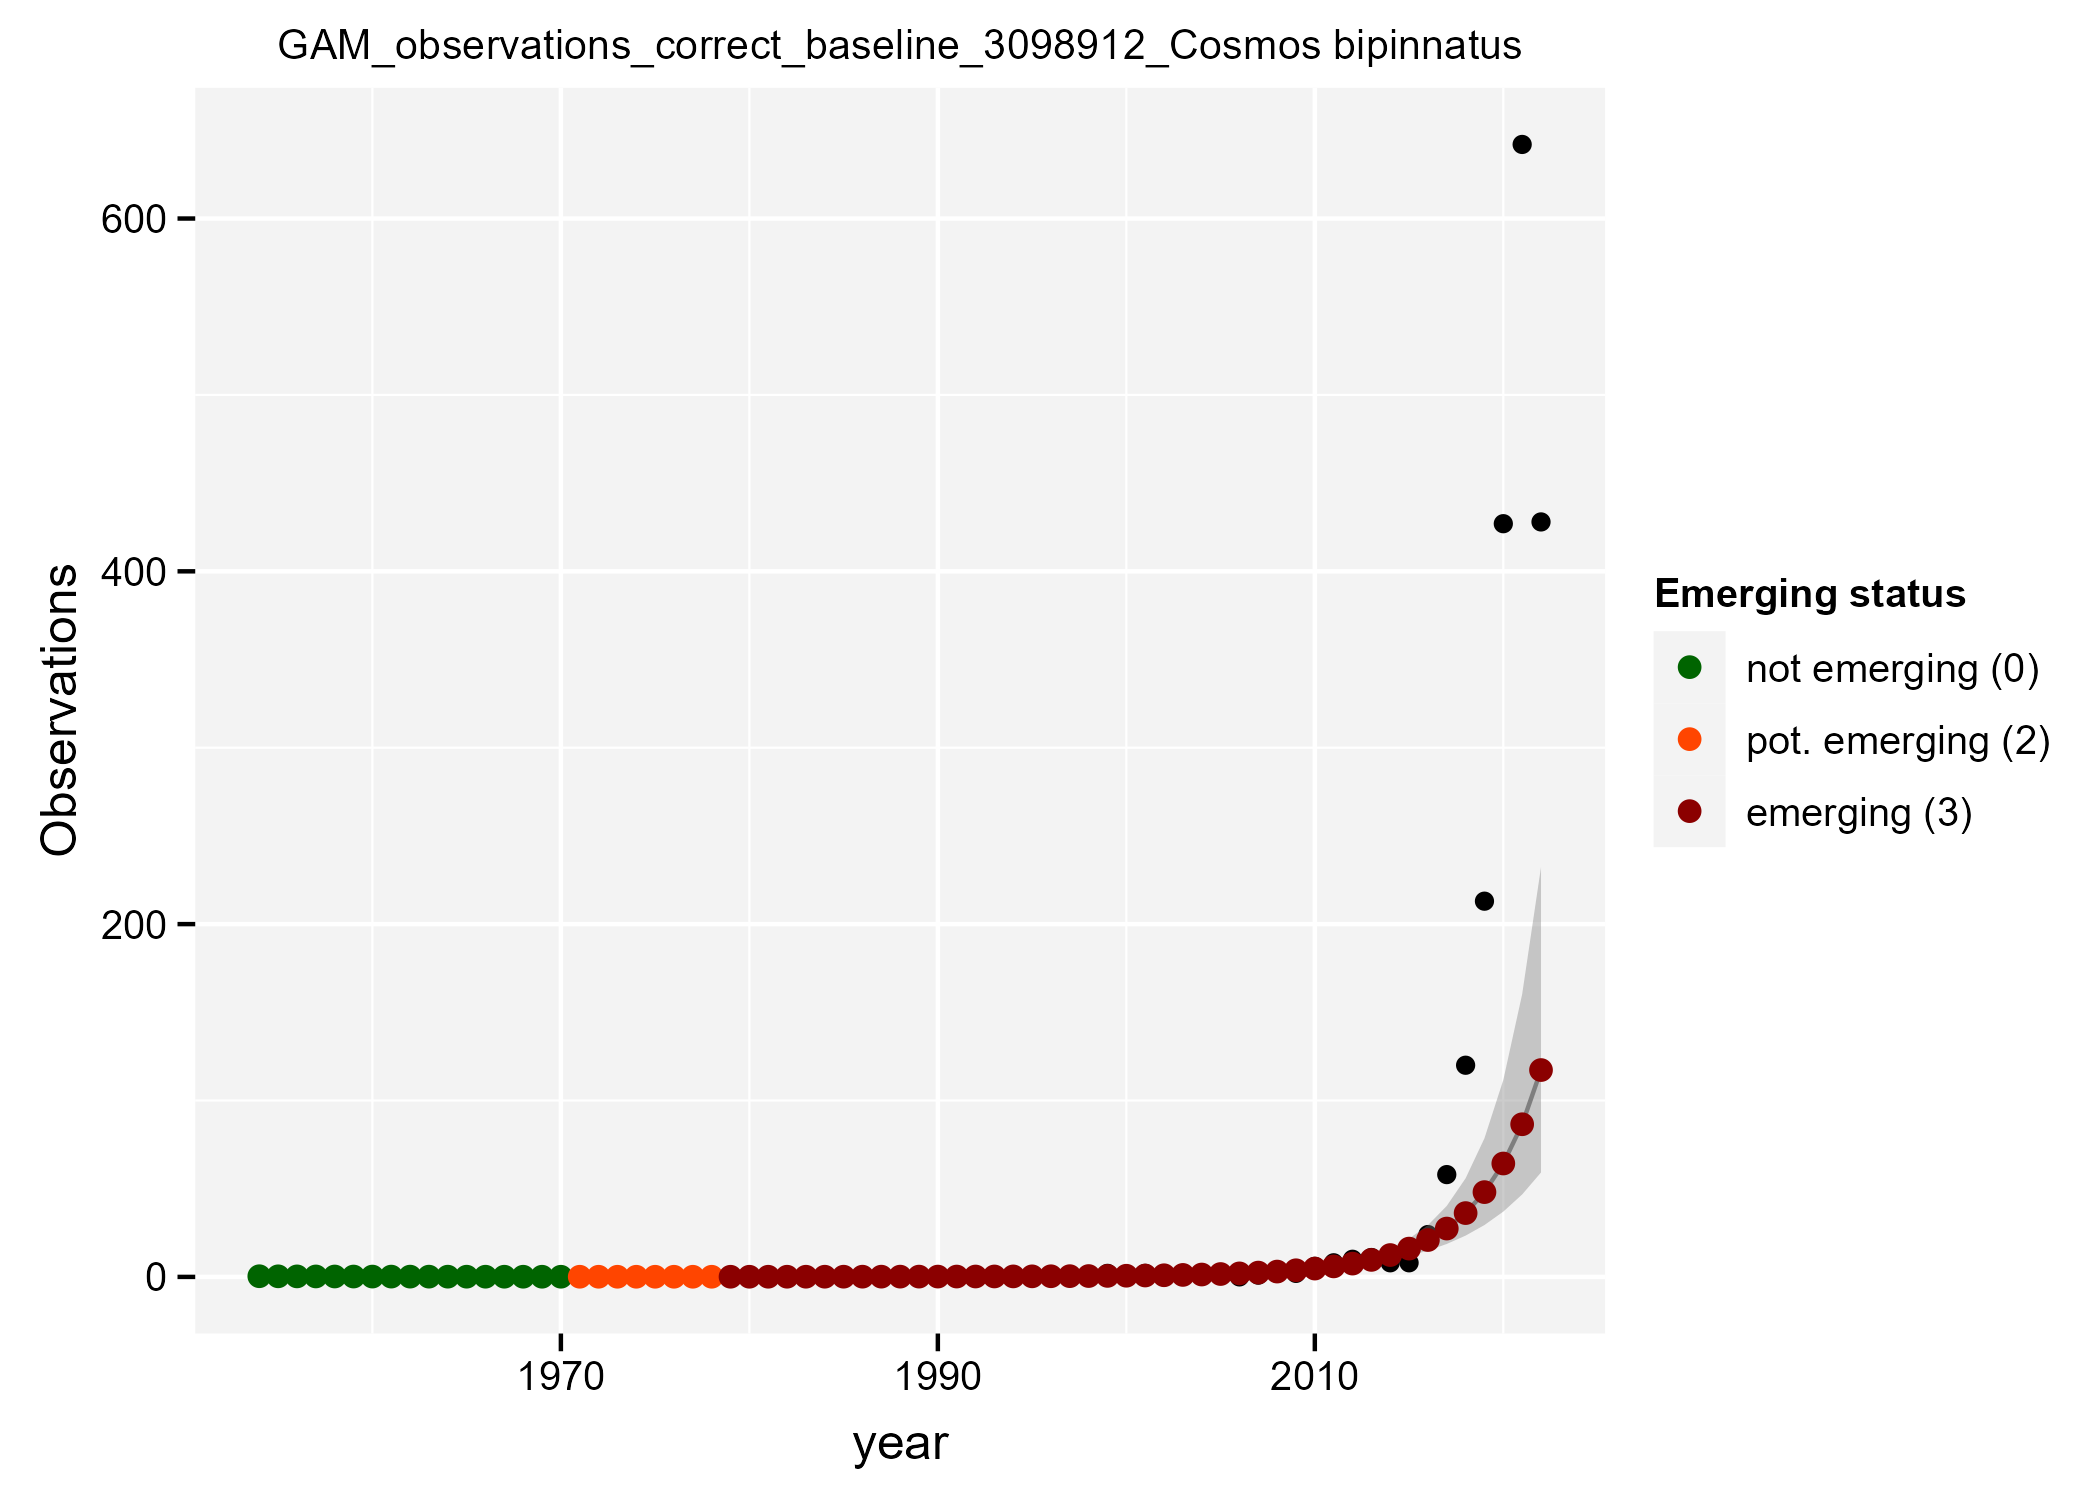 GAM_observations_correct_baseline_3098912_Cosmos bipinnatus
600
400
200
0
Observations
1970
1990
2010
year
Emerging status
not emerging (0)
pot. emerging (2)
emerging (3)